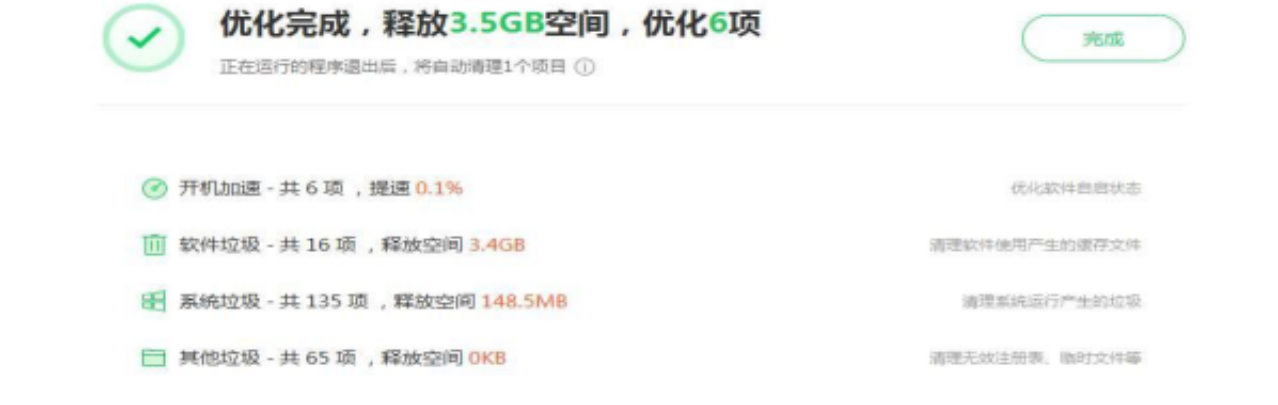 优化完成，释放3.5GB空间，优化6项
完成
正在运行的程序退出后，将自动清理1个项目
开机加速 - 共 6 项 ，提速 0.1%
优化软件自启状态
软件垃圾 - 共 16 项 ，释放空间 3.4GB
清理软件使用产生的缓存文件
系统垃圾 - 共 135 项 ，释放空间 148.5MB
清理系统运行产生的垃圾
其他垃圾 - 共 65 项 ，释放空间 0KB
清理无效注册表、临时文件等